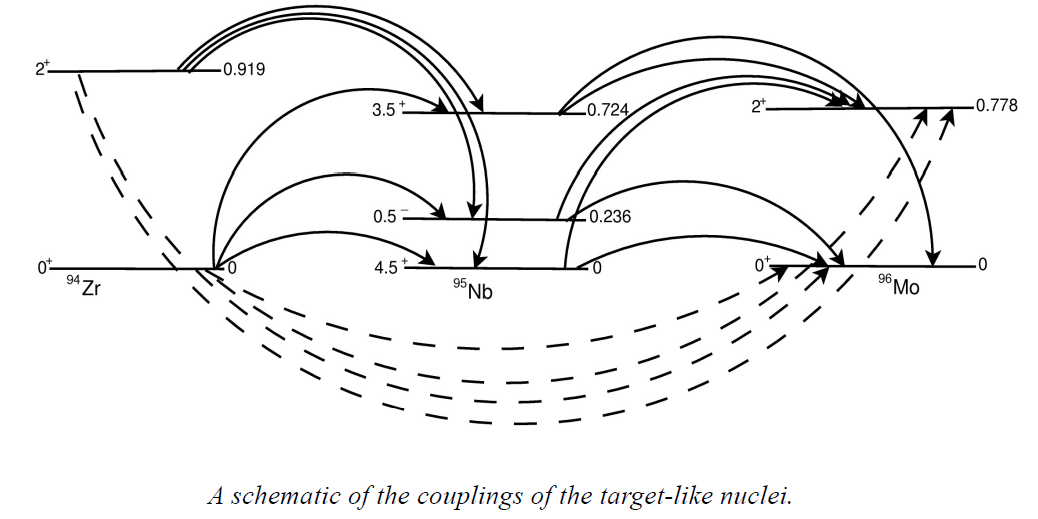 2⁺ 0.919
3.5⁺ 0.724
2⁺ 0.778
0.5⁻ 0.236
0⁺ 0
4.5⁺ 0
0⁺ 0
⁹⁴Zr
⁹⁵Nb
⁹⁶Mo
A schematic of the couplings of the target-like nuclei.